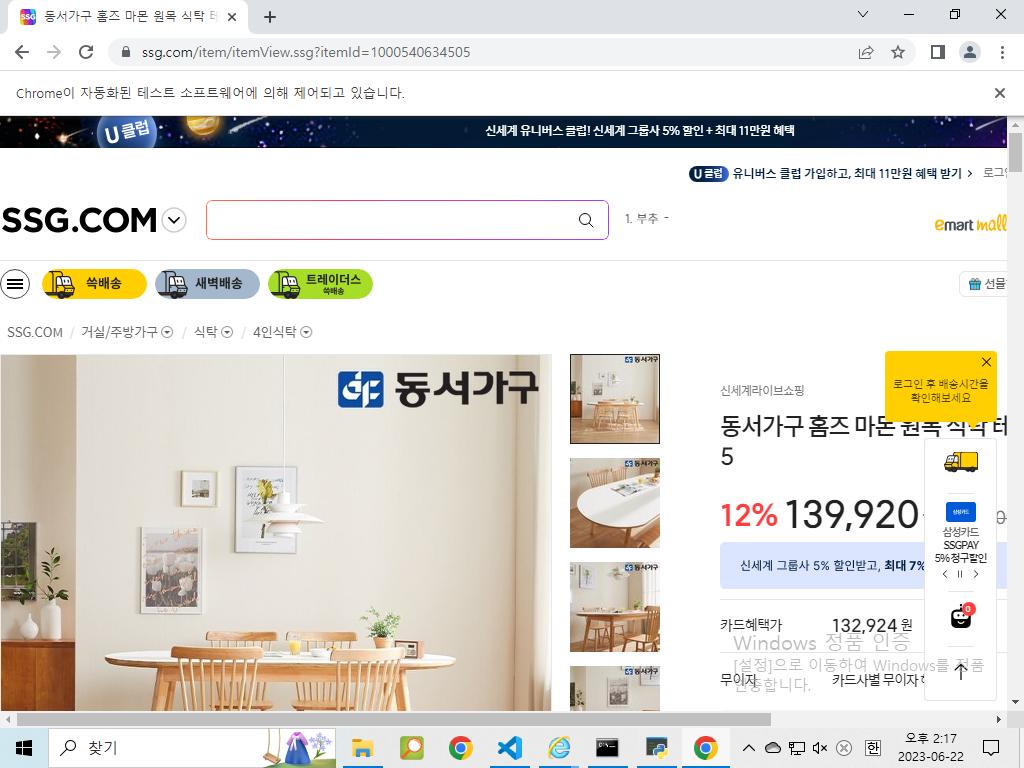 동서가구 홈즈 마몬 원목 식탁 테
ssg.com/item/itemView.ssg?itemId=1000540634505
Chrome이 자동화된 테스트 소프트웨어에 의해 제어되고 있습니다.
U 클럽
신세계 유니버스 클럽! 신세계 그룹사 5% 할인 + 최대 11만원 혜택
U 클럽 유니버스 클럽 가입하고, 최대 11만원 혜택 받기 > 로그인
SSG.COM
1. 부추 -
emart mall
쓱배송
새벽배송
트레이더스
쓱배송
선물
SSG.COM / 거실/주방가구 / 식탁 / 4인식탁
동서가구
신세계라이브쇼핑
로그인 후 배송시간을
확인해보세요
동서가구 홈즈 마몬 원목 식탁 테
5
12% 139,920
삼성카드
삼성카드
SSGPAY
5% 청구할인
신세계 그룹사 5% 할인받고, 최대 7%
0
카드혜택가 132,924 원
Windows 정품 인증
[설정]으로 이동하여 Windows를 정품
인증합니다.
무이자 카드사별 무이자
찾기
오후 2:17
2023-06-22
한